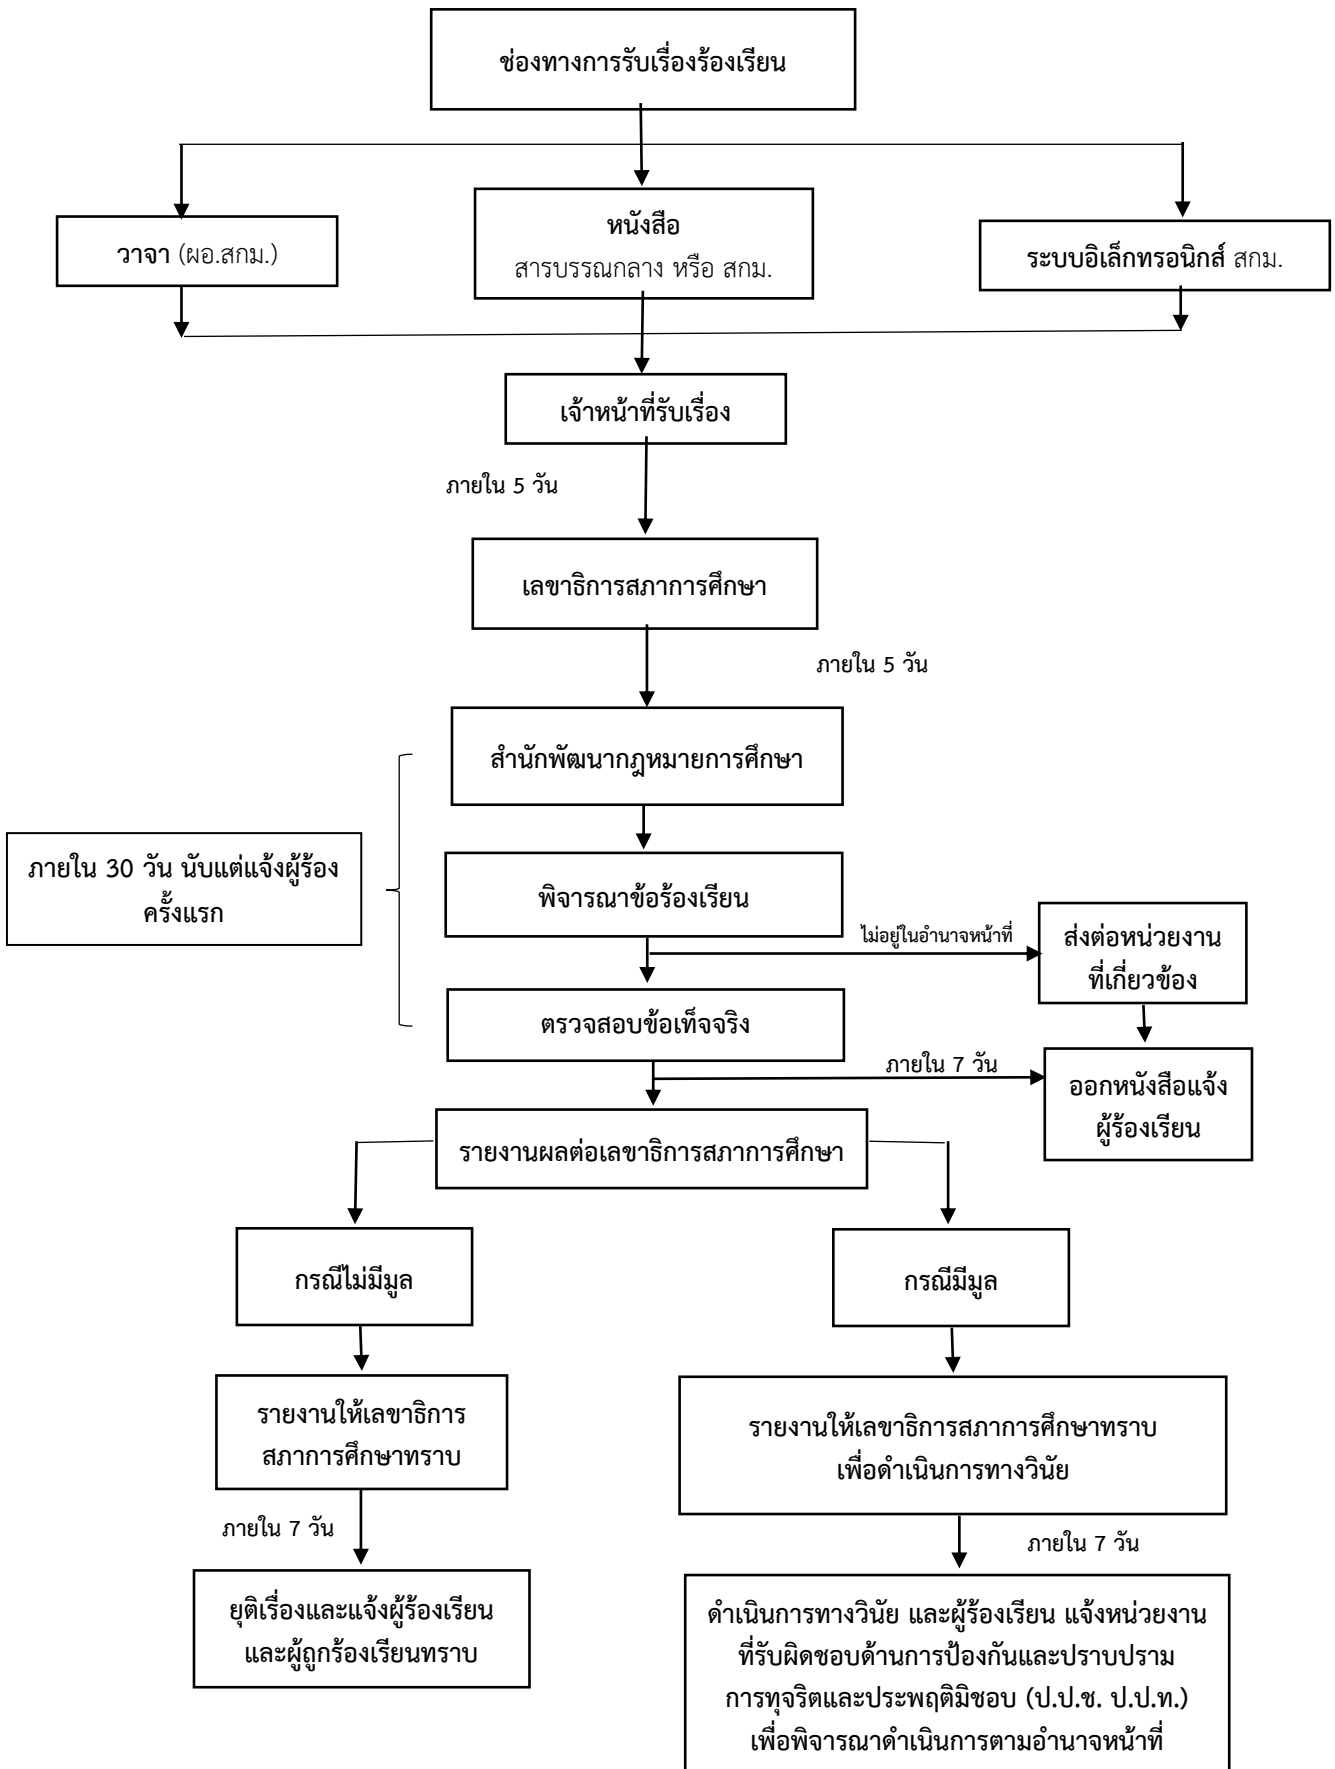 ช่องทางการรับเรื่องร้องเรียน
วาจา (ผอ.สกม.)
หนังสือ
สารบรรณกลาง หรือ สกม.
ระบบอิเล็กทรอนิกส์ สกม.
เจ้าหน้าที่รับเรื่อง
ภายใน 5 วัน
เลขาธิการสภาการศึกษา
ภายใน 5 วัน
สำนักพัฒนากฎหมายการศึกษา
ภายใน 30 วัน นับแต่แจ้งผู้ร้อง
ครั้งแรก
พิจารณาข้อร้องเรียน
ไม่อยู่ในอำนาจหน้าที่
ส่งต่อหน่วยงาน
ที่เกี่ยวข้อง
ตรวจสอบข้อเท็จจริง
ภายใน 7 วัน
ออกหนังสือแจ้ง
ผู้ร้องเรียน
รายงานผลต่อเลขาธิการสภาการศึกษา
กรณีไม่มีมูล
กรณีมีมูล
รายงานให้เลขาธิการ
สภาการศึกษาทราบ
รายงานให้เลขาธิการสภาการศึกษาทราบ
เพื่อดำเนินการทางวินัย
ภายใน 7 วัน
ภายใน 7 วัน
ยุติเรื่องและแจ้งผู้ร้องเรียน
และผู้ถูกร้องเรียนทราบ
ดำเนินการทางวินัย และผู้ร้องเรียน แจ้งหน่วยงาน
ที่รับผิดชอบด้านการป้องกันและปราบปราม
การทุจริตและประพฤติมิชอบ (ป.ป.ช. ป.ป.ท.)
เพื่อพิจารณาดำเนินการตามอำนาจหน้าที่